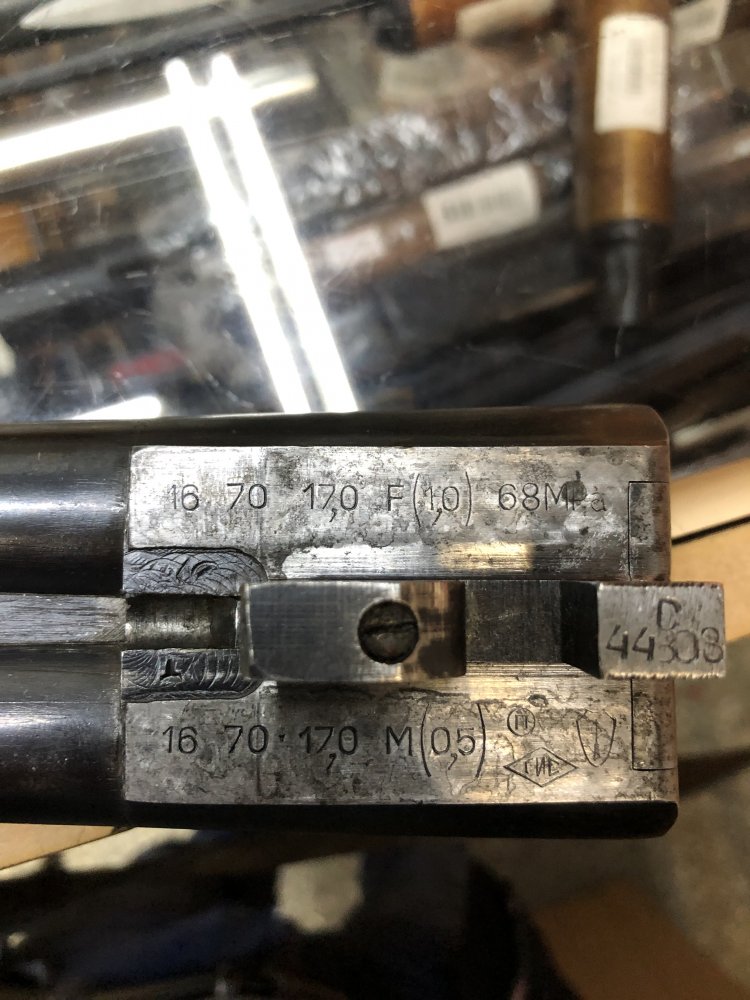 16 70 17,0 F(1,0) 68MPa
D
44308
16 70 17,0 M(0,5)
П